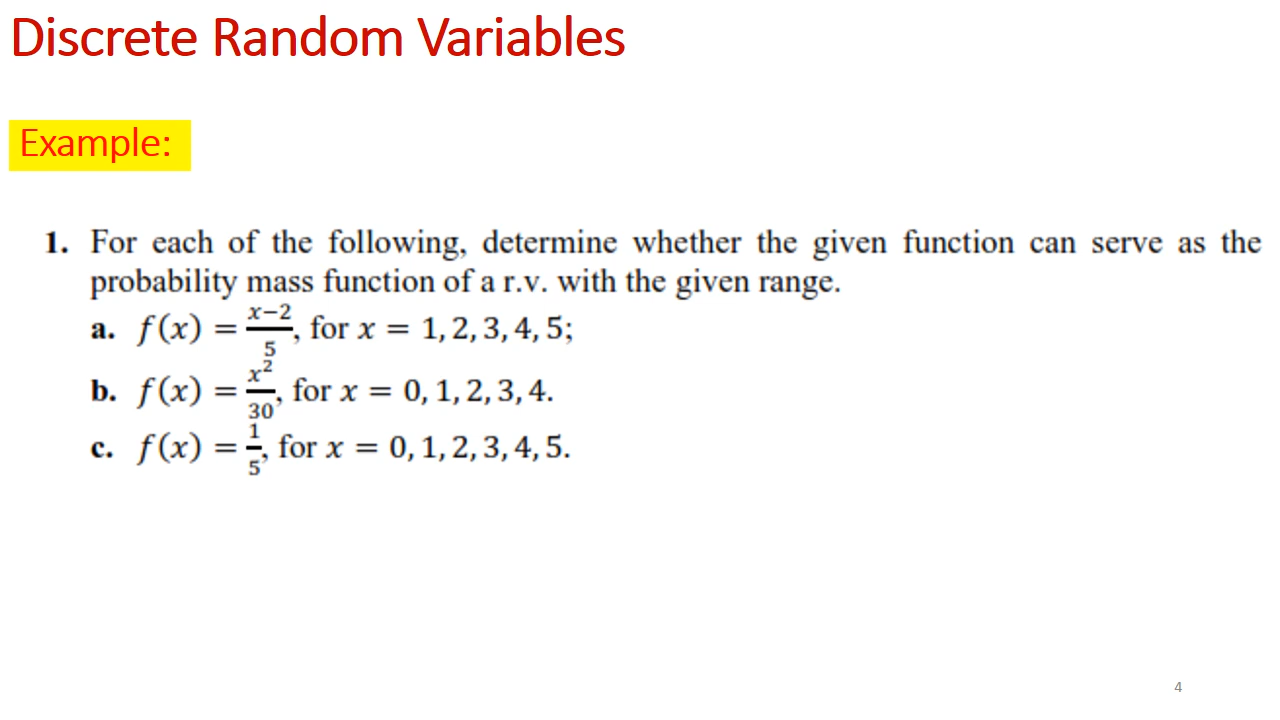 Discrete Random Variables
Example:
1. For each of the following, determine whether the given function can serve as the
probability mass function of a r.v. with the given range.
a. f(x) = x−2/5, for x = 1, 2, 3, 4, 5;
b. f(x) = x²/30, for x = 0, 1, 2, 3, 4.
c. f(x) = 1/5, for x = 0, 1, 2, 3, 4, 5.
4